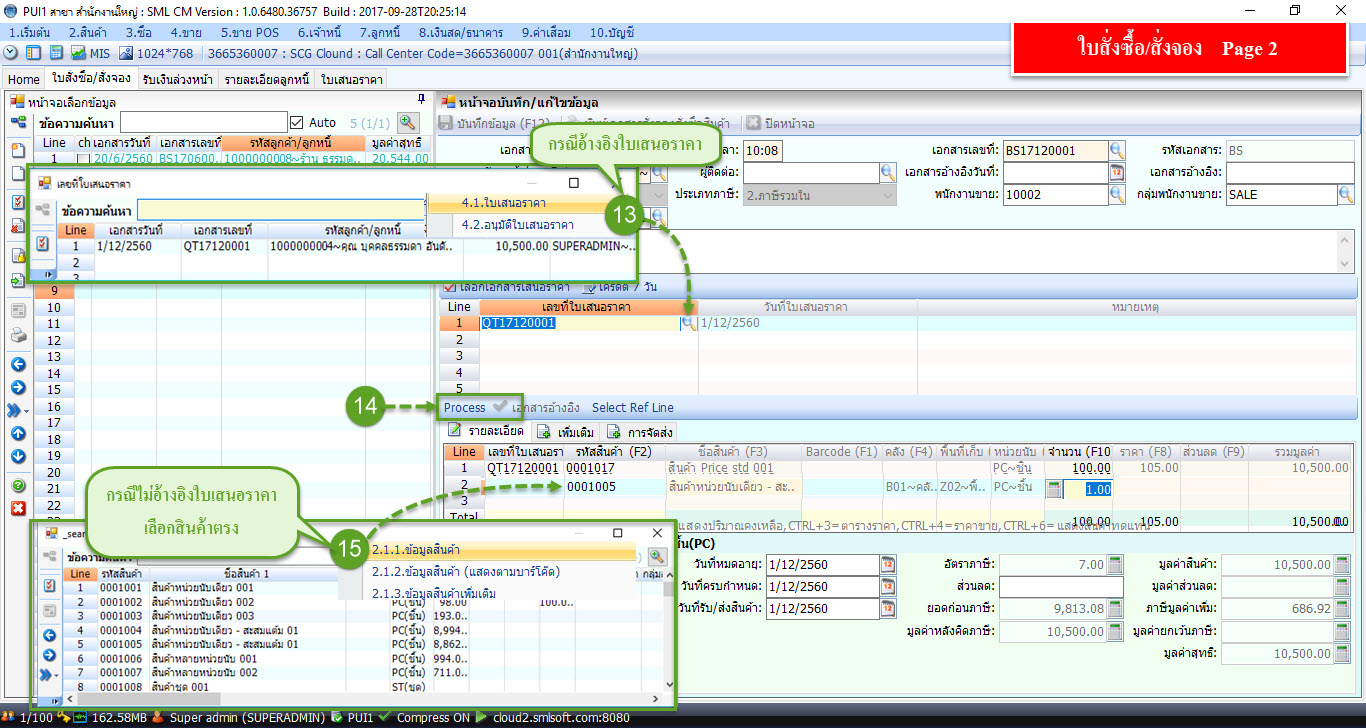 PUI1 สาขา สำนักงานใหญ่ : SML CM Version : 1.0.6480.36757 Build : 2017-09-28T20:25:14
1.เริ่มต้น 2.สินค้า 3.ซื้อ 4.ขาย 5.ขาย POS 6.เจ้าหนี้ 7.ลูกหนี้ 8.เงินสด/ธนาคาร 9.ค่าเสื่อม 10.บัญชี
MIS 1024*768 3665360007 : SCG Clound : Call Center Code=3665360007 001(สำนักงานใหญ่)
ใบสั่งซื้อ/สั่งจอง Page 2
Home ใบสั่งซื้อ/สั่งจอง รับเงินล่วงหน้า รายละเอียดลูกหนี้ ใบเสนอราคา
หน้าจอเลือกข้อมูล
ข้อความค้นหา Auto 5 (1/1)
Line ch เอกสารวันที่ เอกสารเลขที่ รหัสลูกค้า/ลูกหนี้ มูลค่าสุทธิ
1 20/6/2560 BS170600.. 1000000008~ร้าน ธรรมด.. 20,544.00
หน้าจอบันทึก/แก้ไขข้อมูล
บันทึกข้อมูล (F12) ปิดหน้าจอ
กรณีอ้างอิงใบเสนอราคา
10:08 เอกสารเลขที่: BS17120001 รหัสเอกสาร: BS
ผู้ติดต่อ: เอกสารอ้างอิงวันที่: เอกสารอ้างอิง:
ประเภทภาษี: 2.ภาษีรวมใน พนักงานขาย: 10002 กลุ่มพนักงานขาย: SALE
เลขที่ใบเสนอราคา
ข้อความค้นหา
4.1.ใบเสนอราคา
4.2.อนุมัติใบเสนอราคา
13
Line เอกสารวันที่ เอกสารเลขที่ รหัสลูกค้า/ลูกหนี้
1 1/12/2560 QT17120001 1000000004~คุณ บุคคลธรรมดา อันดั.. 10,500.00 SUPERADMIN~..
2
3
เลือกเอกสารเสนอราคา เครดิต 7 วัน
Line เลขที่ใบเสนอราคา วันที่ใบเสนอราคา หมายเหตุ
1 QT17120001 1/12/2560
2
3
4
5
9
10
11
12
13
14
15
16
17
18
19
20
21
22
14
Process เอกสารอ้างอิง Select Ref Line
รายละเอียด เพิ่มเติม การจัดส่ง
Line เลขที่ใบเสนอรา รหัสสินค้า (F2) ชื่อสินค้า (F3) Barcode (F1) คลัง (F4) พื้นที่เก็บ หน่วยนับ จำนวน (F10 ราคา (F8) ส่วนลด (F9) รวมมูลค่า
1 QT17120001 0001017 สินค้า Price std 001 PC~ชิ้น 100.00 105.00 10,500.00
2 0001005 สินค้าหน่วยนับเดียว - สะ.. B01~คลั.. Z02~พื้.. PC~ชิ้น 1.00
3
Total 100.00 105.00
แสดงปริมาณคงเหลือ,CTRL+3=ตารางราคา,CTRL+4=ราคาขาย,CTRL+6=
กรณีไม่อ้างอิงใบเสนอราคา
เลือกสินค้าตรง
15
ข้อความค้นหา
2.1.1.ข้อมูลสินค้า
2.1.2.ข้อมูลสินค้า (แสดงตามบาร์โค๊ด)
2.1.3.ข้อมูลสินค้าเพิ่มเติม
Line รหัสสินค้า ชื่อสินค้า 1
1 0001001 สินค้าหน่วยนับเดียว 001
2 0001002 สินค้าหน่วยนับเดียว 002 PC(ชิ้น) 98.00 100.0..
3 0001003 สินค้าหน่วยนับเดียว 003 PC(ชิ้น) 193.0..
4 0001004 สินค้าหน่วยนับเดียว - สะสมแต้ม 01 PC(ชิ้น) 8,994..
5 0001005 สินค้าหน่วยนับเดียว - สะสมแต้ม 01 PC(ชิ้น) 8,862..
6 0001006 สินค้าหลายหน่วยนับ 001 PC(ชิ้น) 994.0..
7 0001007 สินค้าหลายหน่วยนับ 002 PC(ชิ้น) 711.0..
8 0001008 สินค้าชุด 001 ST(ชุด)
วันที่หมดอายุ: 1/12/2560 อัตราภาษี: 7.00 มูลค่าสินค้า: 10,500.00
วันที่ครบกำหนด: 1/12/2560 ส่วนลด: มูลค่าส่วนลด:
วันที่รับ/ส่งสินค้า: 1/12/2560 ยอดก่อนภาษี: 9,813.08 ภาษีมูลค่าเพิ่ม: 686.92
มูลค่าหลังคิดภาษี: 10,500.00 มูลค่ายกเว้นภาษี:
มูลค่าสุทธิ: 10,500.00
1/100 162.58MB Super admin (SUPERADMIN) PUI1 Compress ON cloud2.smlsoft.com:8080